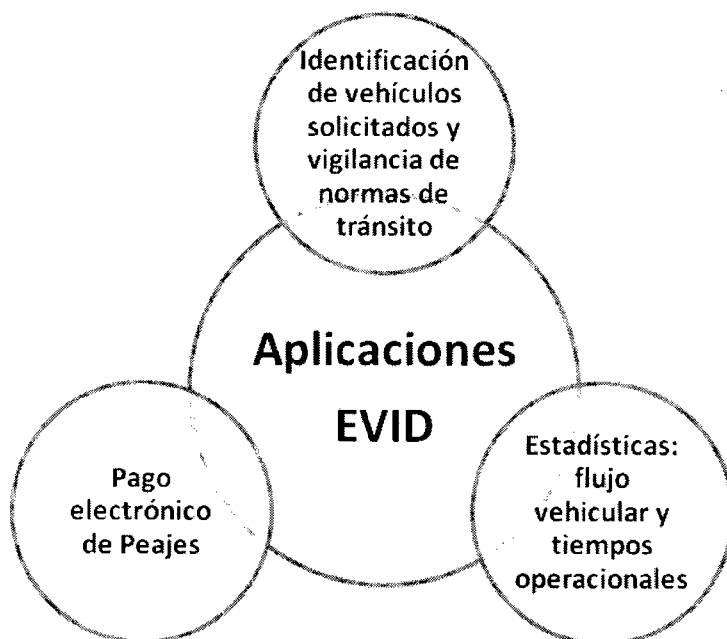 Identificación
de vehículos
solicitados y
vigilancia de
normas de
tránsito
Aplicaciones
EVID
Pago
electrónico
de Peajes
Estadísticas:
flujo
vehicular y
tiempos
operacionales